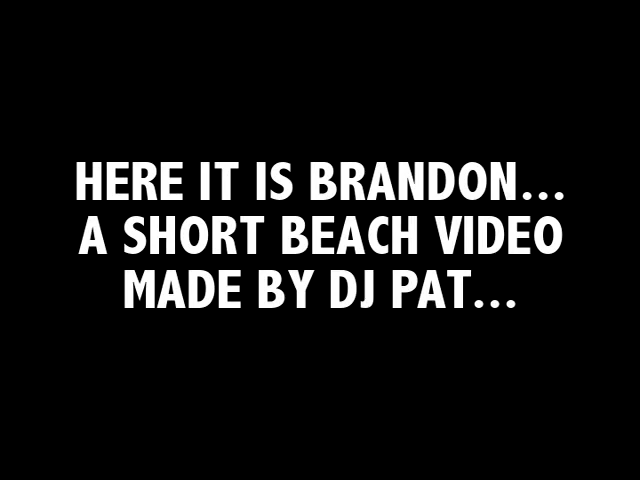 HERE IT IS BRANDON...
A SHORT BEACH VIDEO
MADE BY DJ PAT...